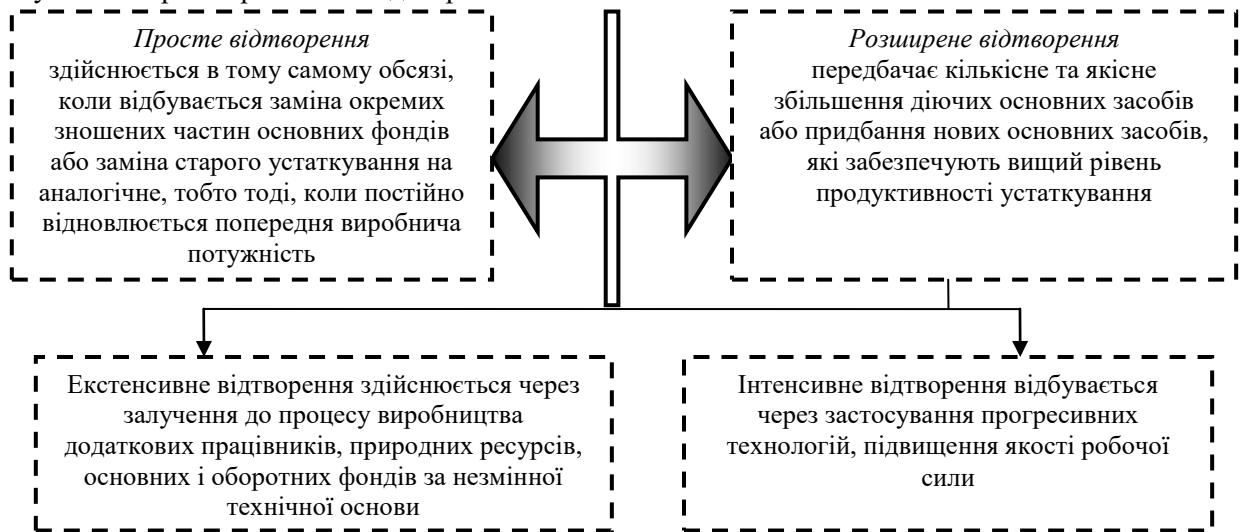 Просте відтворення
здійснюється в тому самому обсязі,
коли відбувається заміна окремих
зношених частин основних фондів
або заміна старого устаткування на
аналогічне, тобто тоді, коли постійно
відновлюється попередня виробнича
потужність
Розширене відтворення
передбачає кількісне та якісне
збільшення діючих основних засобів
або придбання нових основних засобів,
які забезпечують вищий рівень
продуктивності устаткування
Екстенсивне відтворення здійснюється через
залучення до процесу виробництва
додаткових працівників, природних ресурсів,
основних і оборотних фондів за незмінної
технічної основи
Інтенсивне відтворення відбувається
через застосування прогресивних
технологій, підвищення якості робочої
сили